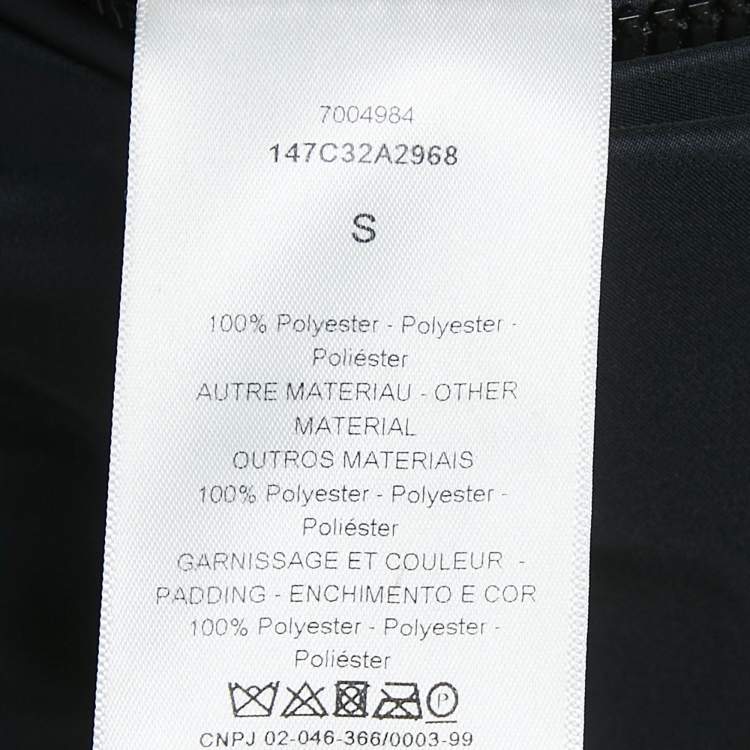 7004984
147C32A2968
S
100% Polyester - Polyester -
Poliéster
AUTRE MATERIAU - OTHER
MATERIAL
OUTROS MATERIAIS
100% Polyester - Polyester -
Poliéster
GARNISSAGE ET COULEUR -
PADDING - ENCHIMENTO E COR
100% Polyester - Polyester -
Poliéster
P
CNPJ 02-046-366/0003-99